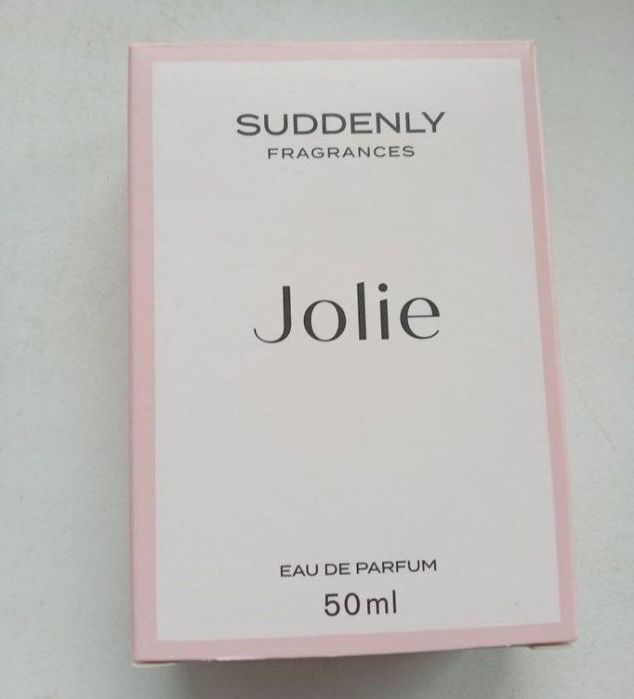 SUDDENLY
FRAGRANCES
Jolie
EAU DE PARFUM
50ml